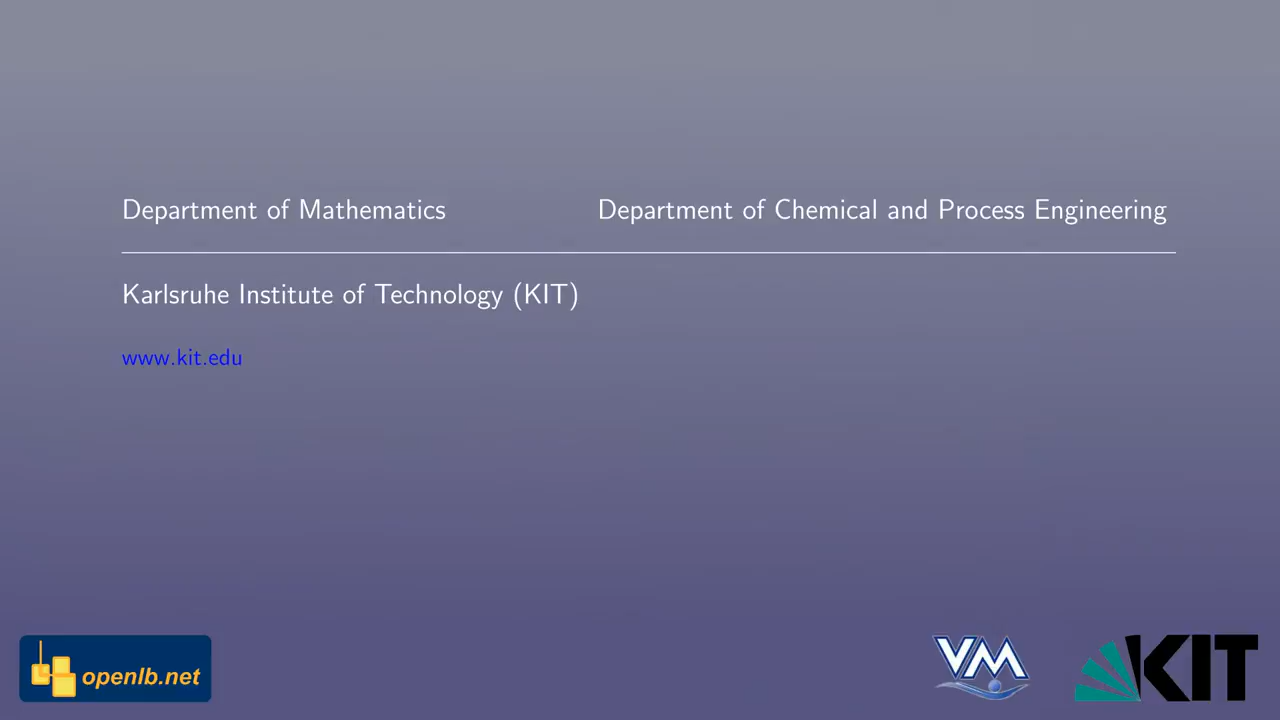 Department of Mathematics
Department of Chemical and Process Engineering
Karlsruhe Institute of Technology (KIT)
www.kit.edu
openlb.net
VM
KIT